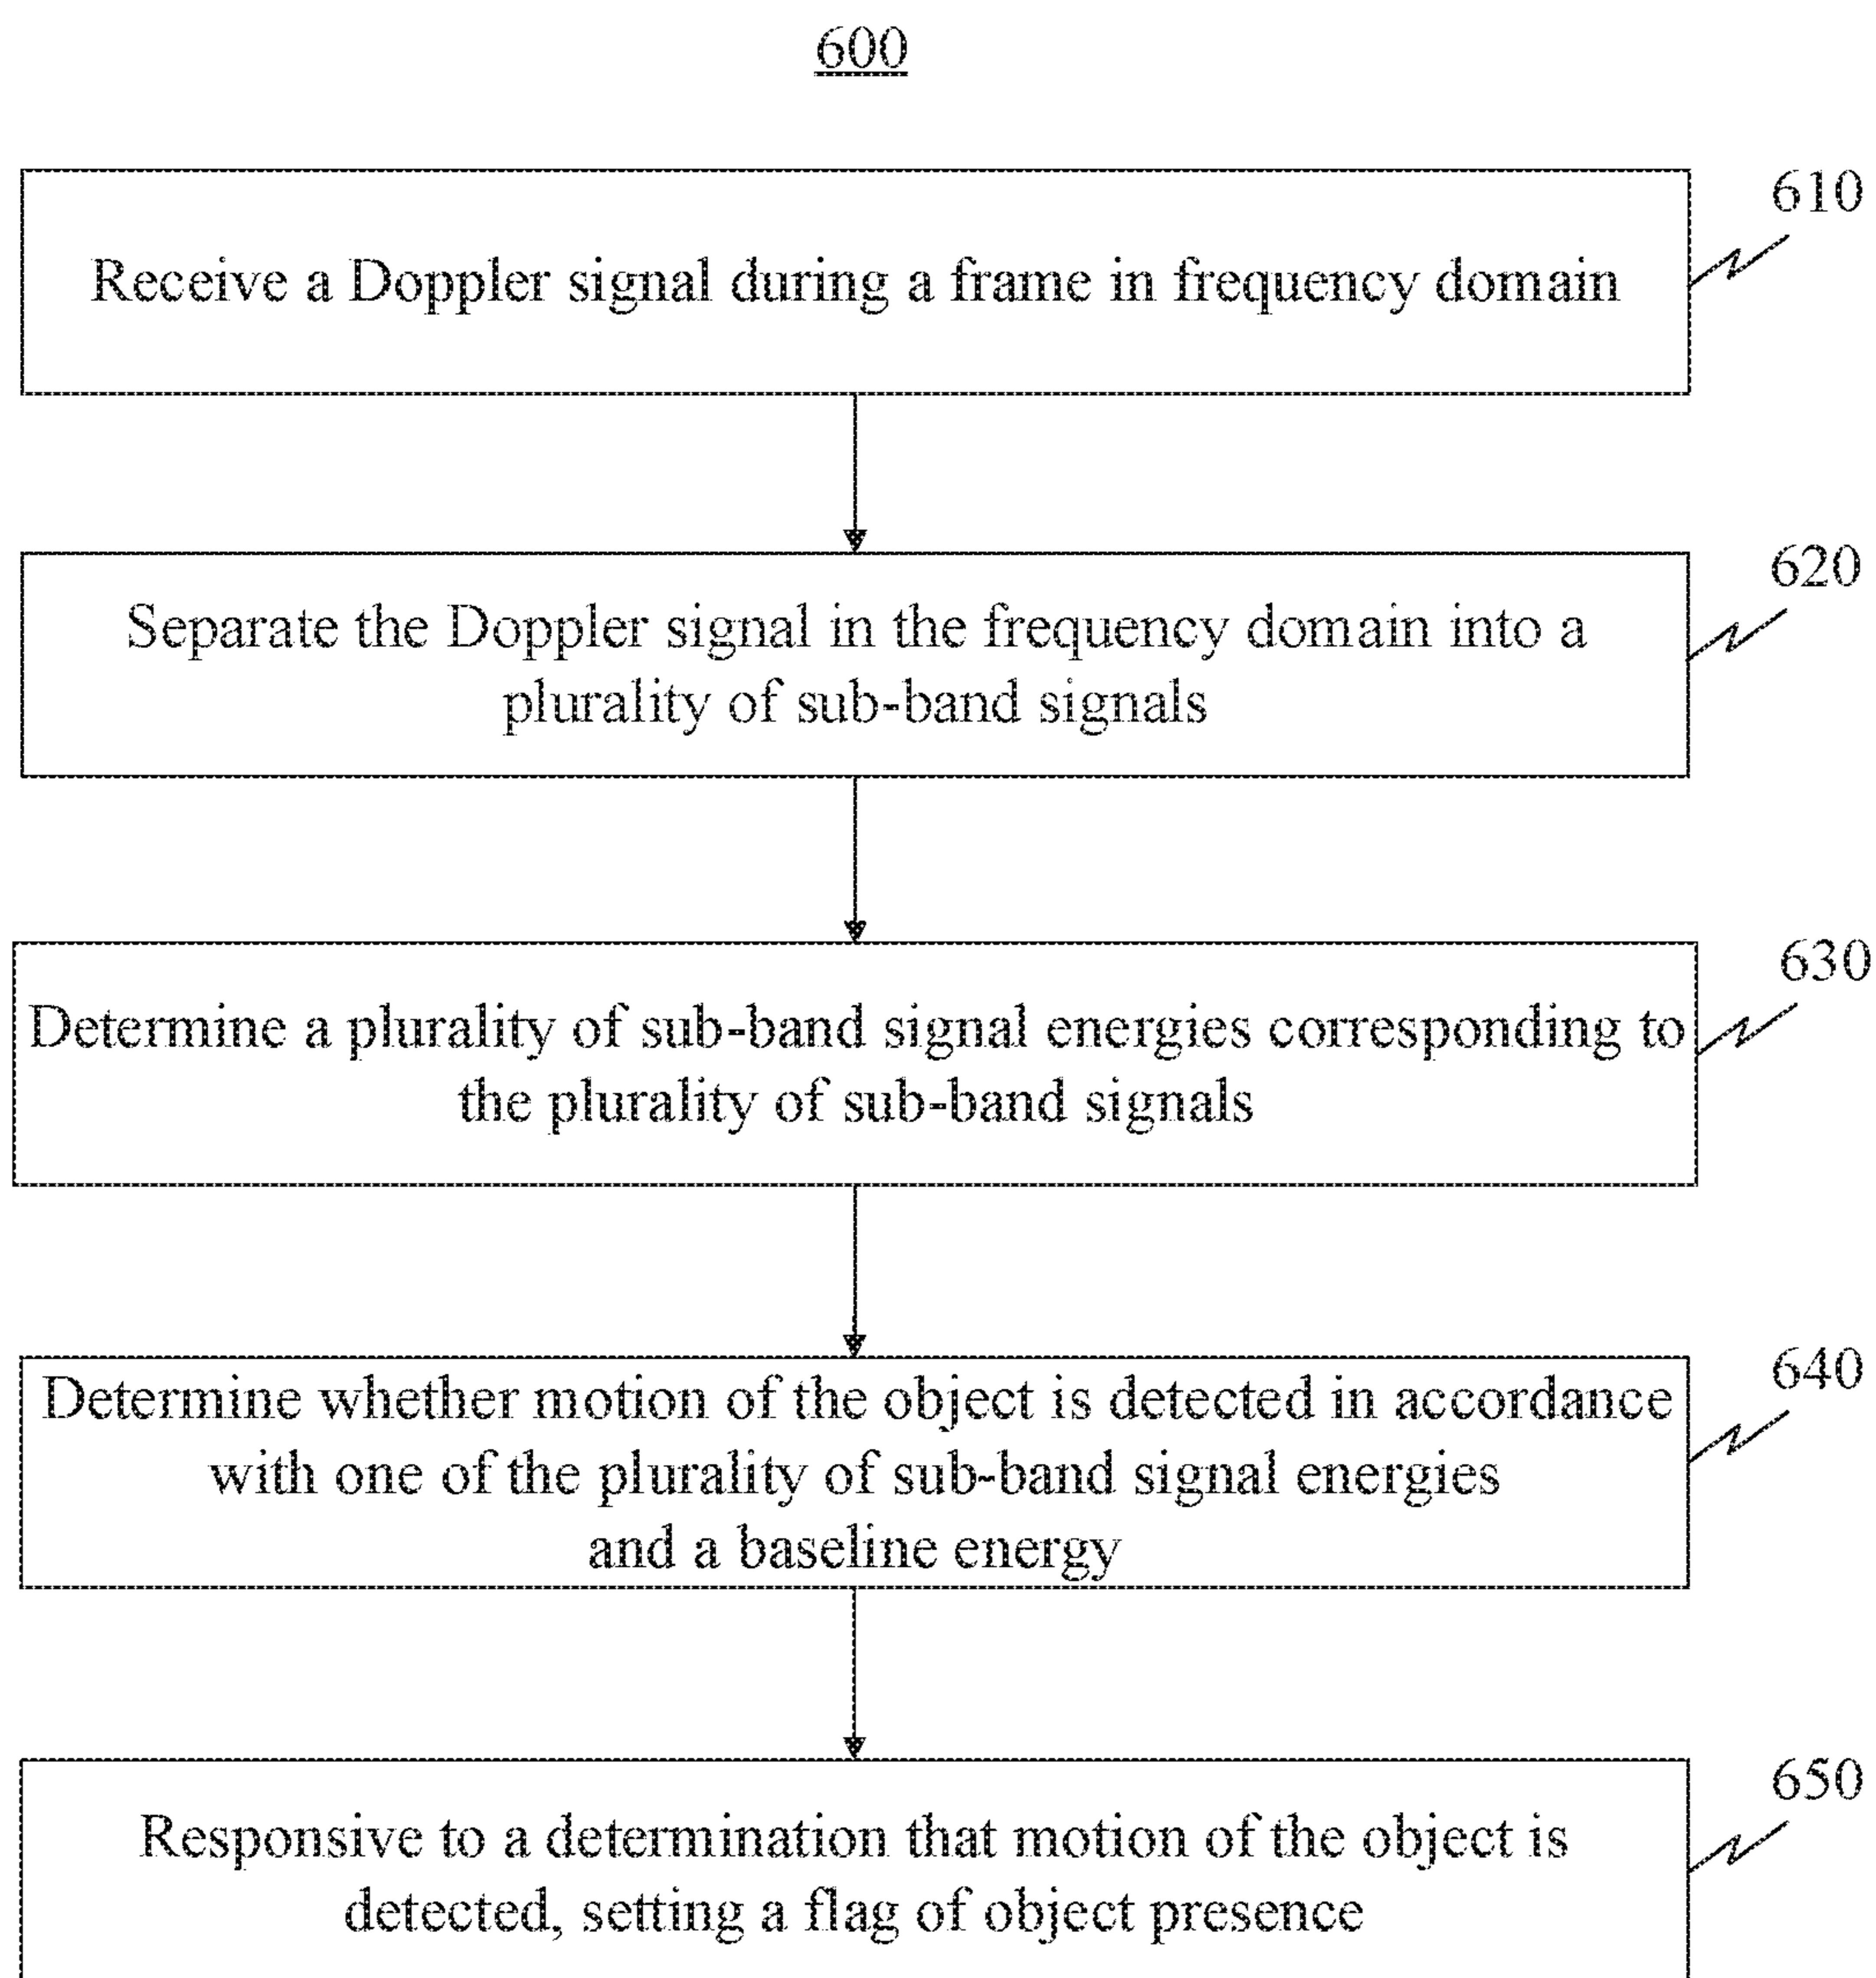 600
610
Receive a Doppler signal during a frame in frequency domain
620
Separate the Doppler signal in the frequency domain into a
plurality of sub-band signals
630
Determine a plurality of sub-band signal energies corresponding to
the plurality of sub-band signals
640
Determine whether motion of the object is detected in accordance
with one of the plurality of sub-band signal energies
and a baseline energy
650
Responsive to a determination that motion of the object is
detected, setting a flag of object presence